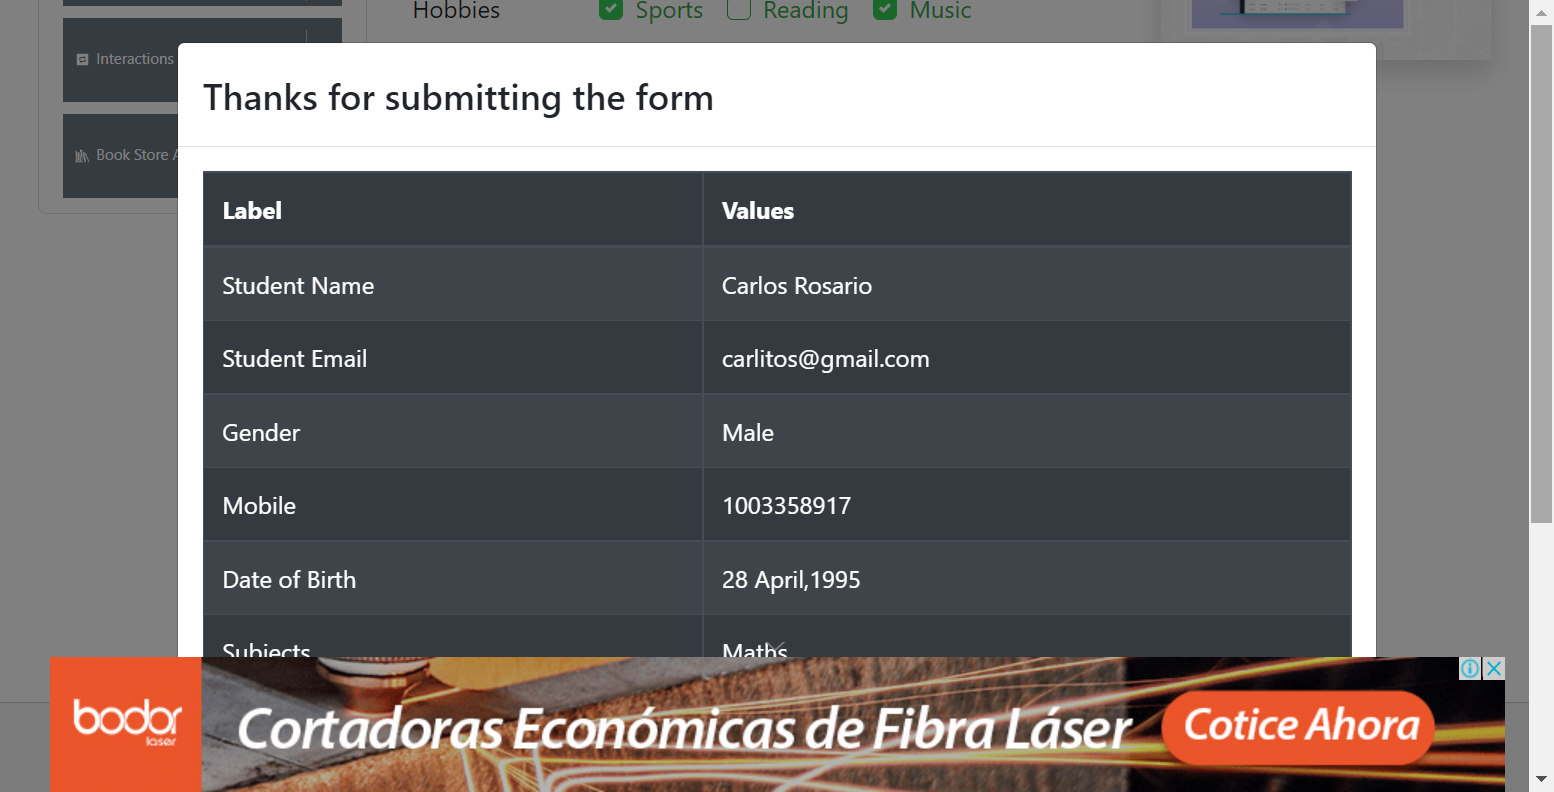 Hobbies Sports Reading Music
Interactions
Book Store A
Thanks for submitting the form
Label Values
Student Name Carlos Rosario
Student Email carlitos@gmail.com
Gender Male
Mobile 1003358917
Date of Birth 28 April,1995
Subjects Maths
bodor
laser
Cortadoras Económicas de Fibra Láser
Cotice Ahora